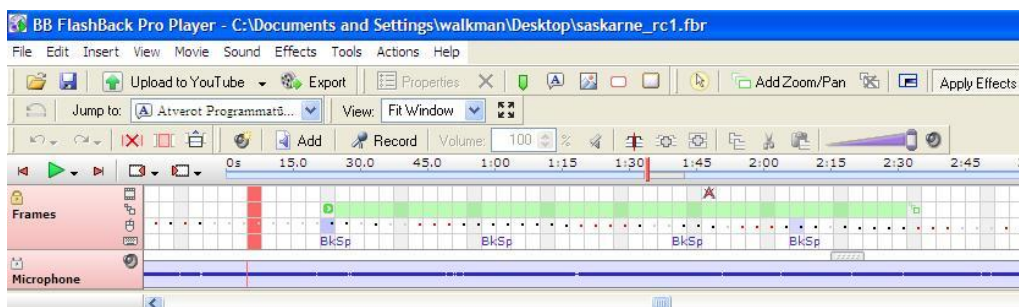 BB FlashBack Pro Player - C:\Documents and Settings\walkman\Desktop\saskarne_rc1.fbr
File Edit Insert View Movie Sound Effects Tools Actions Help
Upload to YouTube Export Properties Add Zoom/Pan Apply Effects
Jump to: Atverot Programmatū... View: Fit Window
Add Record Volume: 100 %
0s 15.0 30.0 45.0 1:00 1:15 1:30 1:45 2:00 2:15 2:30 2:45
Frames
BkSp BkSp BkSp BkSp
Microphone